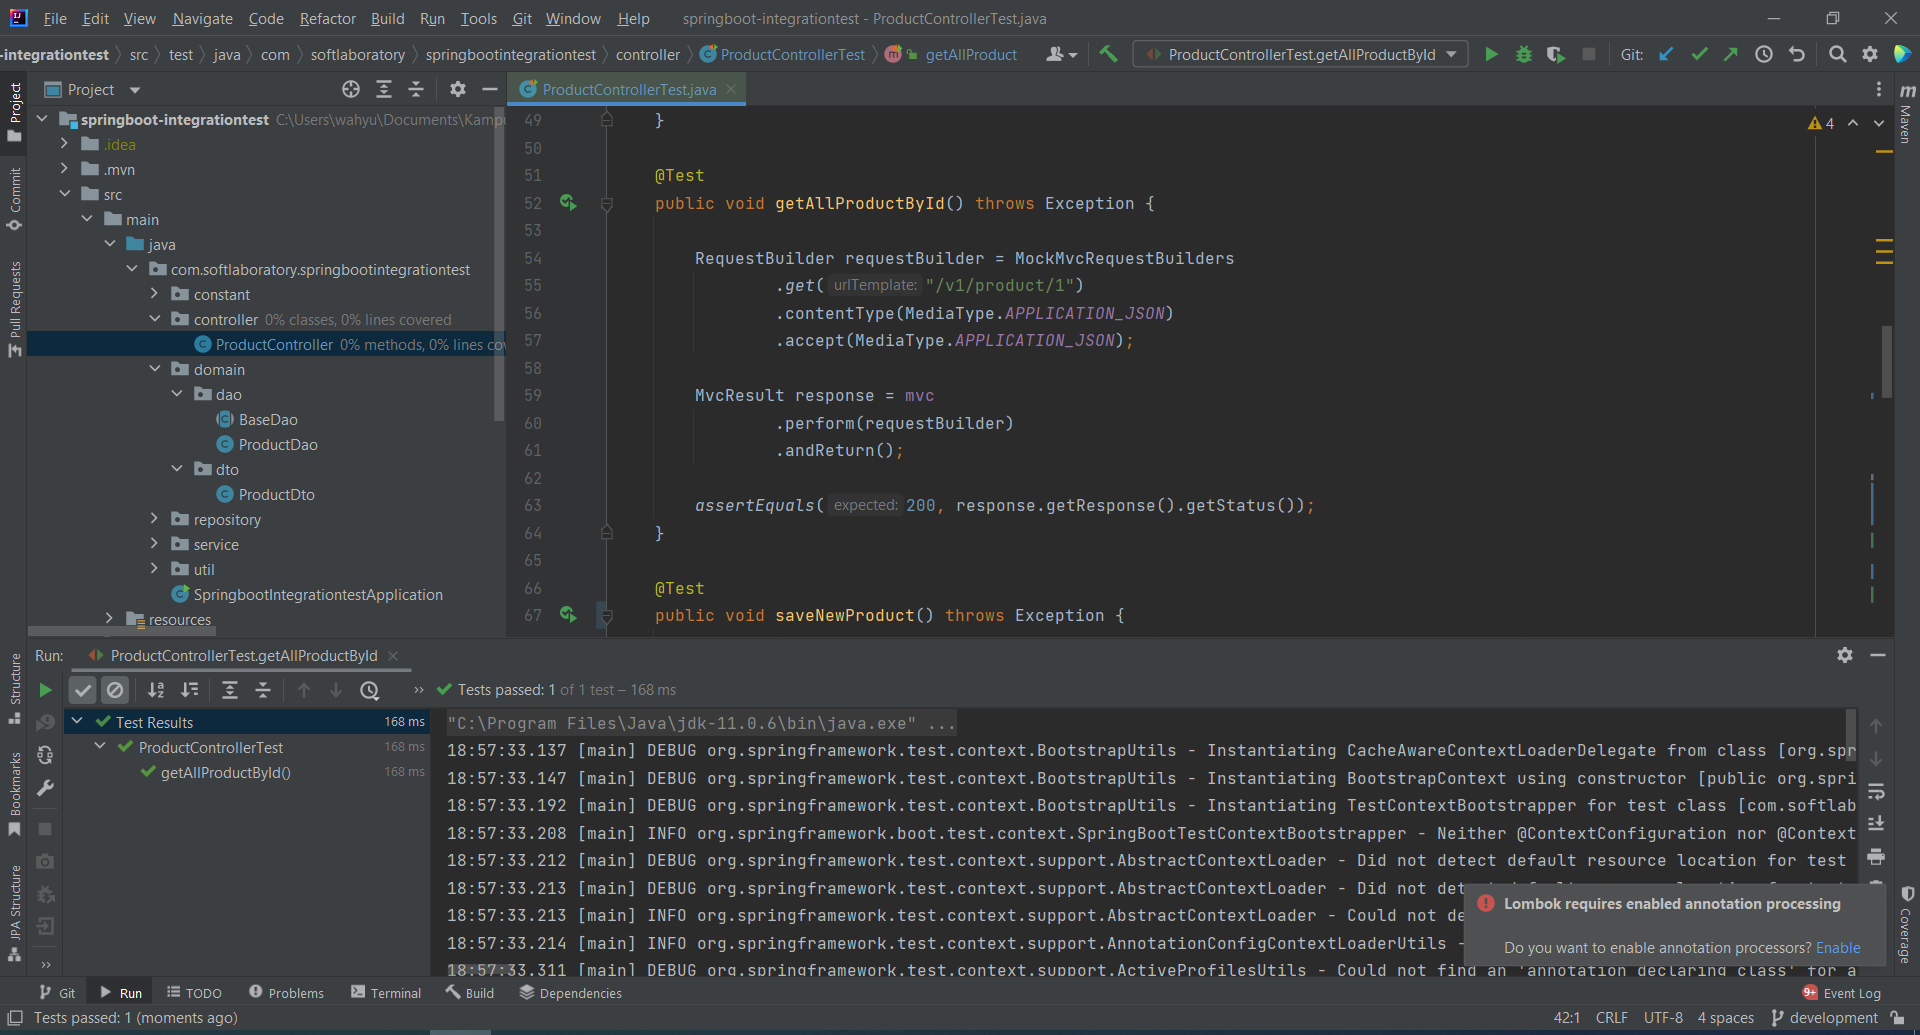 File Edit View Navigate Code Refactor Build Run Tools Git Window Help springboot-integrationtest - ProductControllerTest.java
-integrationtest src test java com softlaboratory springbootintegrationtest controller ProductControllerTest getAllProduct ProductControllerTest.getAllProductById Git:
Project
ProductControllerTest.java
springboot-integrationtest C:\Users\wahyu\Documents\Kamp
.idea
.mvn
src
main
java
com.softlaboratory.springbootintegrationtest
constant
controller 0% classes, 0% lines covered
ProductController 0% methods, 0% lines co
domain
dao
BaseDao
ProductDao
dto
ProductDto
repository
service
util
SpringbootIntegrationtestApplication
resources
Project
Commit
Pull Requests
Structure
Bookmarks
JPA Structure
4
49 }
50
51 @Test
52 public void getAllProductById() throws Exception {
53
54 RequestBuilder requestBuilder = MockMvcRequestBuilders
55 .get( urlTemplate: "/v1/product/1")
56 .contentType(MediaType.APPLICATION_JSON)
57 .accept(MediaType.APPLICATION_JSON);
58
59 MvcResult response = mvc
60 .perform(requestBuilder)
61 .andReturn();
62
63 assertEquals( expected: 200, response.getResponse().getStatus());
64 }
65
66 @Test
67 public void saveNewProduct() throws Exception {
m
Maven
Coverage
Run: ProductControllerTest.getAllProductById
Tests passed: 1 of 1 test – 168 ms
Test Results 168 ms
ProductControllerTest 168 ms
getAllProductById() 168 ms
"C:\Program Files\Java\jdk-11.0.6\bin\java.exe" ...
18:57:33.137 [main] DEBUG org.springframework.test.context.BootstrapUtils - Instantiating CacheAwareContextLoaderDelegate from class [org.spr
18:57:33.147 [main] DEBUG org.springframework.test.context.BootstrapUtils - Instantiating BootstrapContext using constructor [public org.spri
18:57:33.192 [main] DEBUG org.springframework.test.context.BootstrapUtils - Instantiating TestContextBootstrapper for test class [com.softlab
18:57:33.208 [main] INFO org.springframework.boot.test.context.SpringBootTestContextBootstrapper - Neither @ContextConfiguration nor @Context
18:57:33.212 [main] DEBUG org.springframework.test.context.support.AbstractContextLoader - Did not detect default resource location for test
18:57:33.213 [main] DEBUG org.springframework.test.context.support.AbstractContextLoader - Did not det
18:57:33.213 [main] INFO org.springframework.test.context.support.AbstractContextLoader - Could not de
18:57:33.214 [main] INFO org.springframework.test.context.support.AnnotationConfigContextLoaderUtils -
18:57:33.311 [main] DEBUG org.springframework.test.context.support.ActiveProfilesUtils - Could not find an 'annotation declaring class' for a
Lombok requires enabled annotation processing
Do you want to enable annotation processors? Enable
Git Run TODO Problems Terminal Build Dependencies 9+ Event Log
Tests passed: 1 (moments ago) 42:1 CRLF UTF-8 4 spaces development